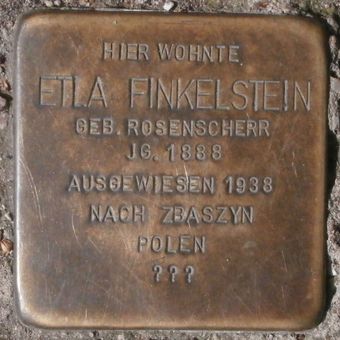 HIER WOHNTE
ETLA FINKELSTEIN
GEB. ROSENSCHERR
JG. 1888
AUSGEWIESEN 1938
NACH ZBASZYN
POLEN
???